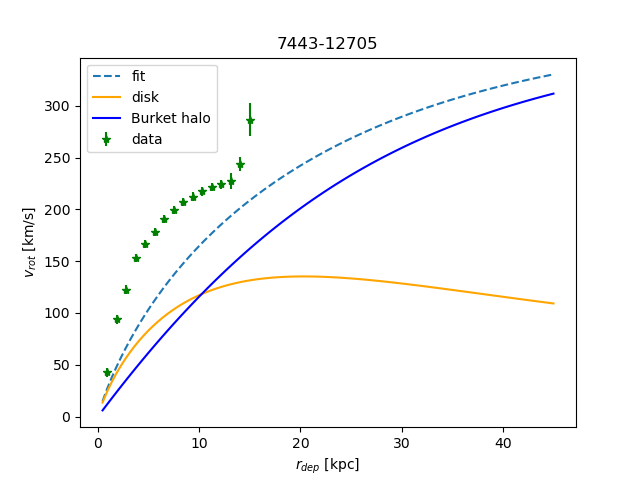 7443-12705
fit
disk
Burket halo
data
v_rot [km/s]
300
250
200
150
100
50
0
0 10 20 30 40
r_dep [kpc]